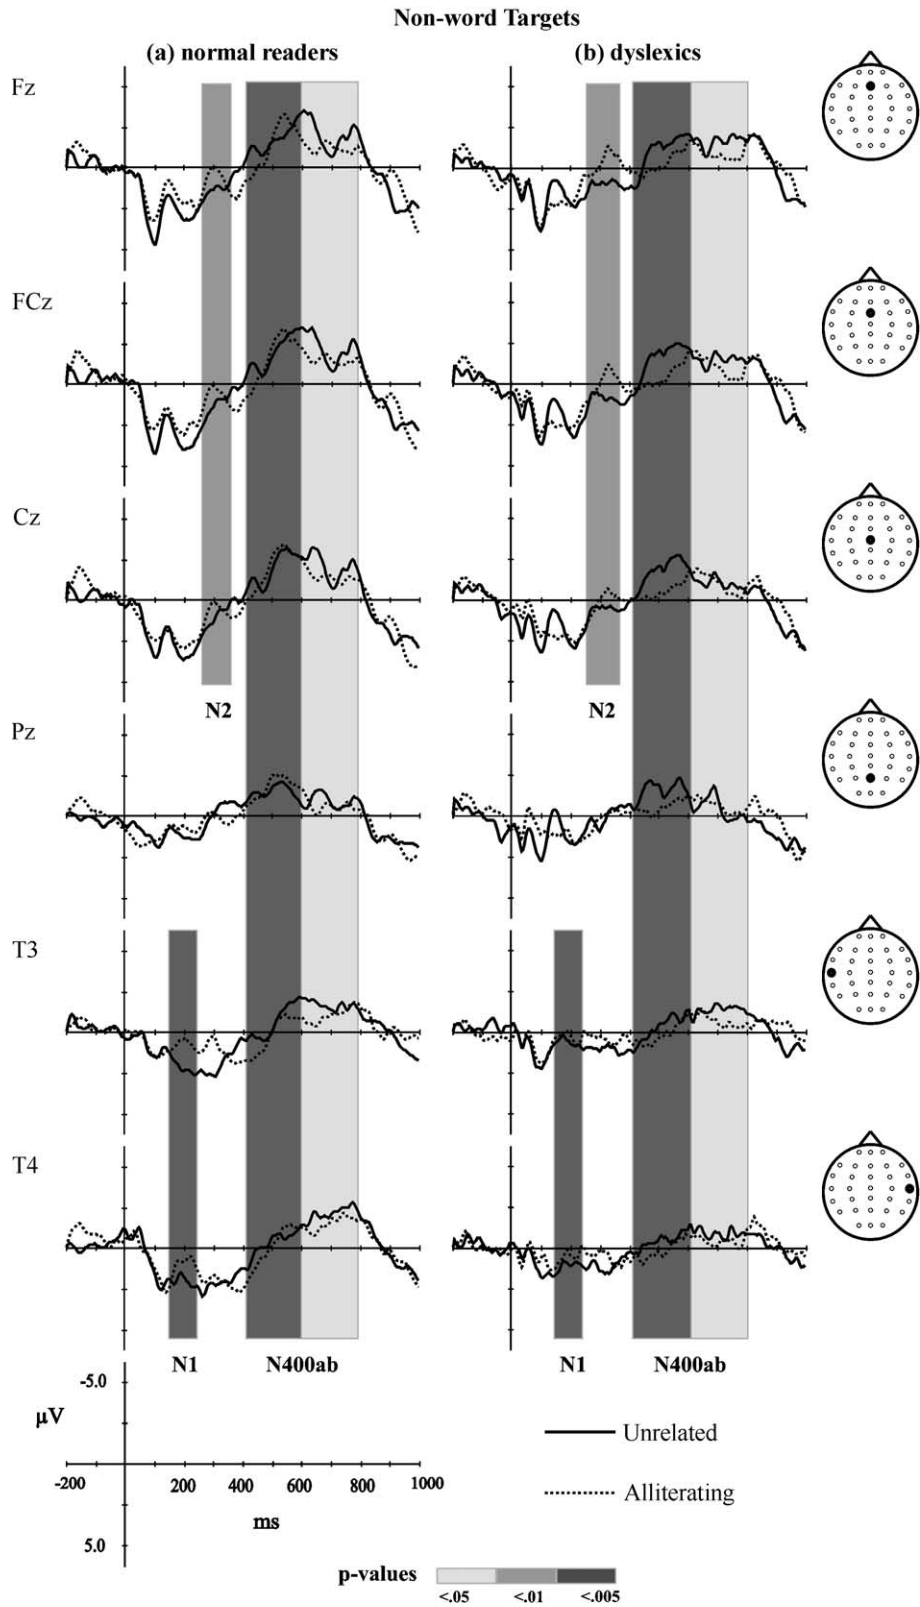 Non-word Targets
(a) normal readers (b) dyslexics
Fz
FCz
Cz
N2 N2
Pz
T3
T4
N1 N400ab N1 N400ab
-5.0
µV
Unrelated
-200 200 400 600 800 1000
Alliterating
ms
5.0
p-values
<.05 <.01 <.005